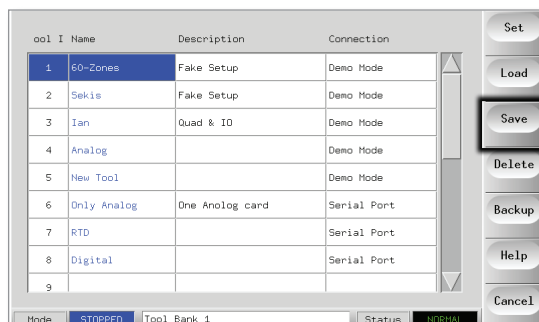 ool I Name Description Connection
1 60-Zones Fake Setup Demo Mode
2 Sekis Fake Setup Demo Mode
3 Ian Quad & IO Demo Mode
4 Analog Demo Mode
5 New Tool Demo Mode
6 Only Analog One Anolog card Serial Port
7 RTD Serial Port
8 Digital Serial Port
9
Mode STOPPED Tool Bank 1 Status NORMAL
Set
Load
Save
Delete
Backup
Help
Cancel